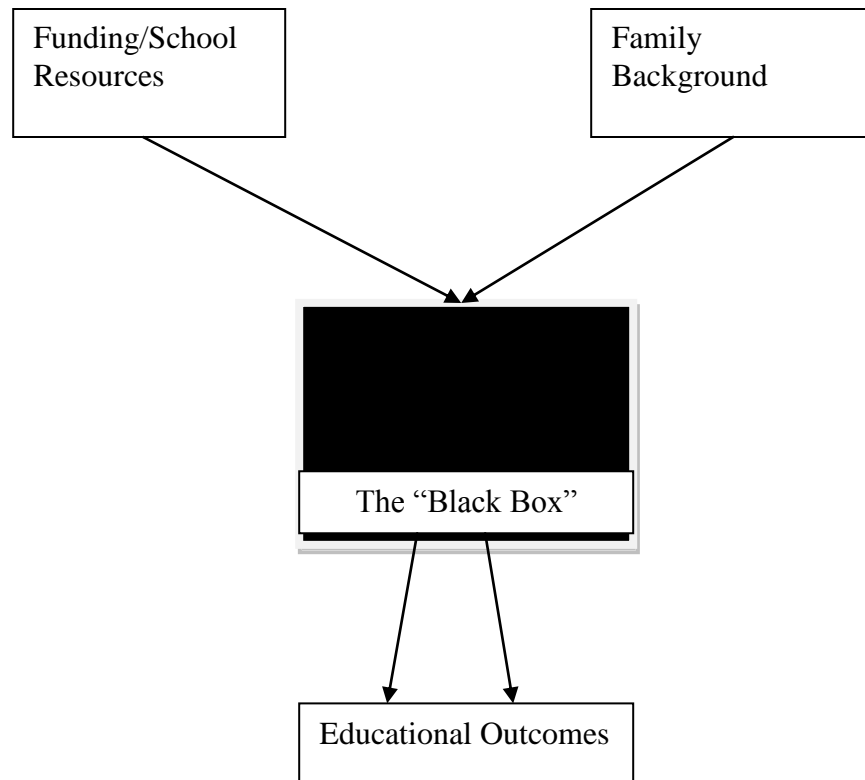 Funding/School
Resources
Family
Background
The “Black Box”
Educational Outcomes